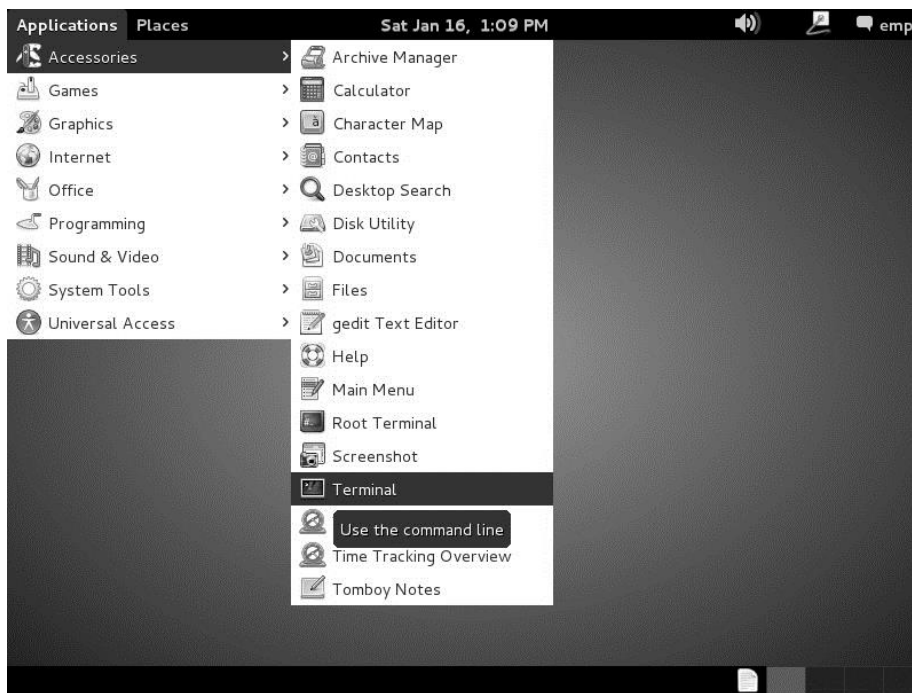 Applications Places Sat Jan 16, 1:09 PM emp
Accessories
Games
Graphics
Internet
Office
Programming
Sound & Video
System Tools
Universal Access
Archive Manager
Calculator
Character Map
Contacts
Desktop Search
Disk Utility
Documents
Files
gedit Text Editor
Help
Main Menu
Root Terminal
Screenshot
Terminal
Use the command line
Time Tracking Overview
Tomboy Notes